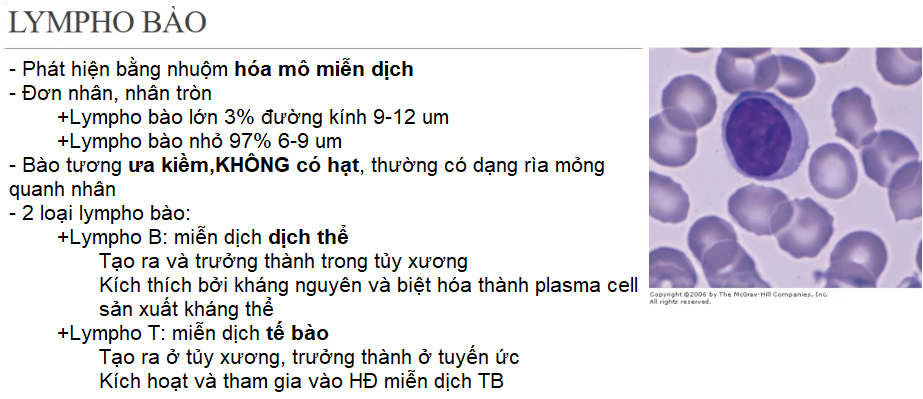 LYMPHO BÀO
- Phát hiện bằng nhuộm hóa mô miễn dịch
- Đơn nhân, nhân tròn
+Lympho bào lớn 3% đường kính 9-12 um
+Lympho bào nhỏ 97% 6-9 um
- Bào tương ưa kiềm,KHÔNG có hạt, thường có dạng rìa mỏng
quanh nhân
- 2 loại lympho bào:
+Lympho B: miễn dịch dịch thể
Tạo ra và trưởng thành trong tủy xương
Kích thích bởi kháng nguyên và biệt hóa thành plasma cell
sản xuất kháng thể
+Lympho T: miễn dịch tế bào
Tạo ra ở tủy xương, trưởng thành ở tuyến ức
Kích hoạt và tham gia vào HĐ miễn dịch TB
Copyright ©2006 by The McGraw-Hill Companies, Inc.
All rights reserved.